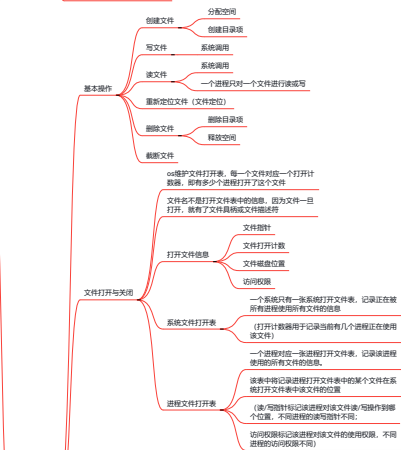 分配空间
创建文件
创建目录项
写文件
系统调用
系统调用
读文件
一个进程只对一个文件进行读或写
基本操作
重新定位文件（文件定位）
删除目录项
删除文件
释放空间
截断文件
os维护文件打开表，每一个文件对应一个打开计
数器，即有多少个进程打开了这个文件
文件名不是打开文件表中的信息，因为文件一旦
打开，就有了文件具柄或文件描述符
文件指针
文件打开计数
打开文件信息
文件磁盘位置
访问权限
文件打开与关闭
一个系统只有一张系统打开文件表，记录正在被
所有进程使用所有文件的信息
系统文件打开表
（打开计数器用于记录当前有几个进程正在使用
该文件）
一个进程对应一张进程打开文件表，记录该进程
使用的所有文件的信息。
该表中将记录进程打开文件表中的某个文件在系
统打开文件表中该文件的位置
进程文件打开表
（读/写指针标记该进程对该文件读/写操作到哪
个位置，不同进程的读写指针不同；
访问权限标记该进程对该文件的使用权限，不同
进程的访问权限不同）